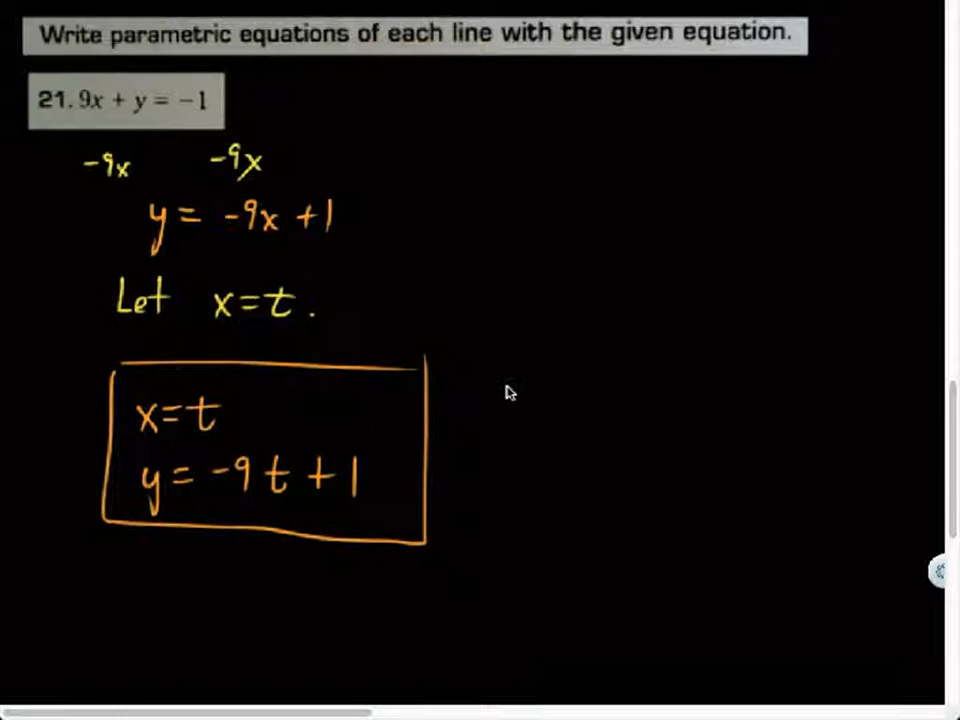 Write parametric equations of each line with the given equation.
21. 9x + y = −1
-9x -9x
y = -9x +1
Let x=t.
x=t
y = -9t +1